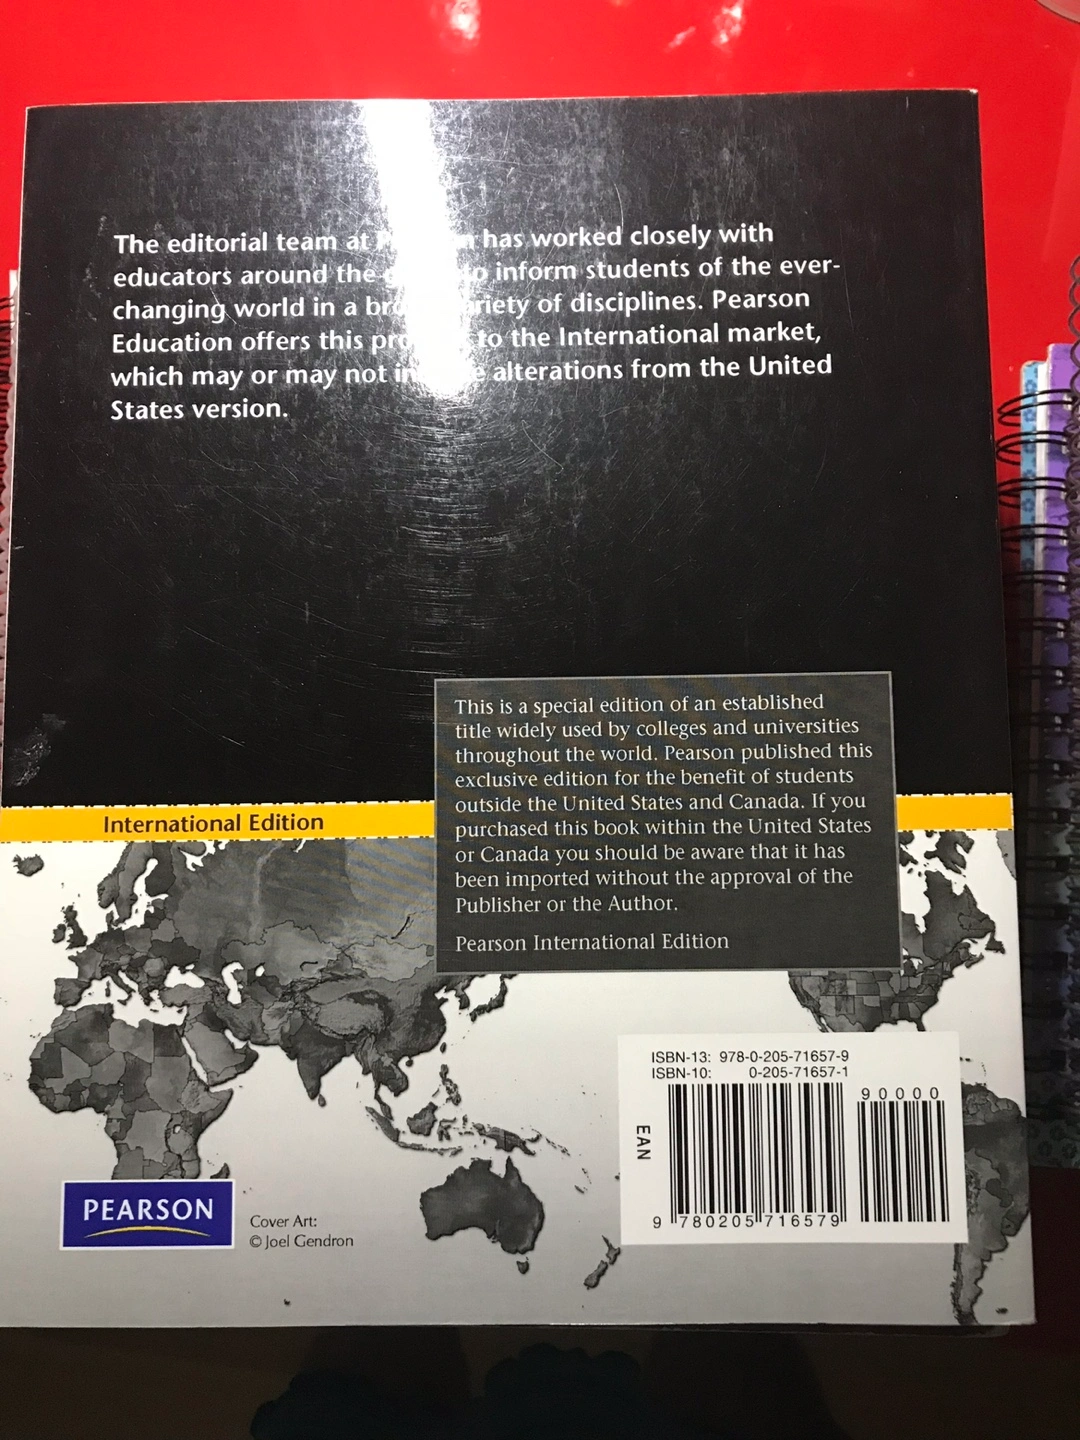 The editorial team at has worked closely with
educators around the to inform students of the ever-
changing world in a variety of disciplines. Pearson
Education offers this to the International market,
which may or may not alterations from the United
States version.
This is a special edition of an established
title widely used by colleges and universities
throughout the world. Pearson published this
exclusive edition for the benefit of students
outside the United States and Canada. If you
purchased this book within the United States
or Canada you should be aware that it has
been imported without the approval of the
Publisher or the Author.
Pearson International Edition
International Edition
ISBN-13: 978-0-205-71657-9
ISBN-10: 0-205-71657-1
90000
EAN
9 780205 716579
PEARSON
Cover Art:
© Joel Gendron